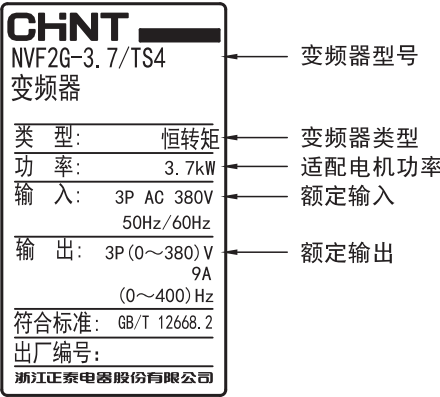 CHNT
NVF2G-3.7/TS4
变频器型号
变频器
类 型: 恒转矩
变频器类型
功 率: 3.7kW
适配电机功率
输 入: 3P AC 380V
额定输入
50Hz/60Hz
输 出: 3P(0～380)V
额定输出
9A
(0～400)Hz
符合标准: GB/T 12668.2
出厂编号:
浙江正泰电器股份有限公司